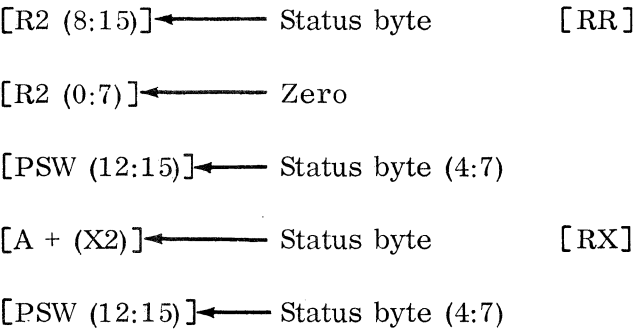 [R2 (8:15)]← Status byte [RR]
[R2 (0:7)]← Zero
[PSW (12:15)]← Status byte (4:7)
[A + (X2)]← Status byte [RX]
[PSW (12:15)]← Status byte (4:7)